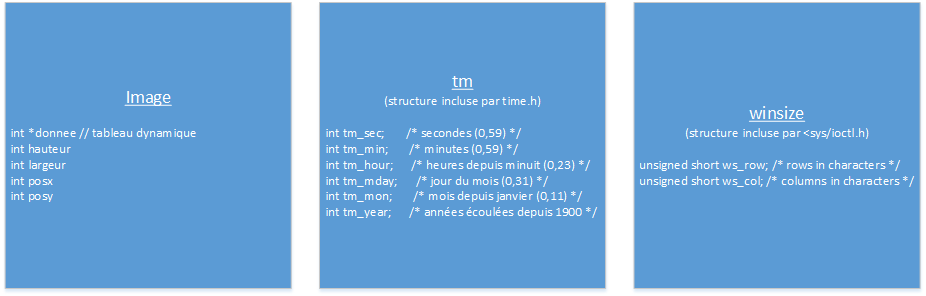 Image
int *donnee // tableau dynamique
int hauteur
int largeur
int posx
int posy
tm
(structure incluse par time.h)
int tm_sec; /* secondes (0,59) */
int tm_min; /* minutes (0,59) */
int tm_hour; /* heures depuis minuit (0,23) */
int tm_mday; /* jour du mois (0,31) */
int tm_mon; /* mois depuis janvier (0,11) */
int tm_year; /* années écoulées depuis 1900 */
winsize
(structure incluse par <sys/ioctl.h)
unsigned short ws_row; /* rows in characters */
unsigned short ws_col; /* columns in characters */